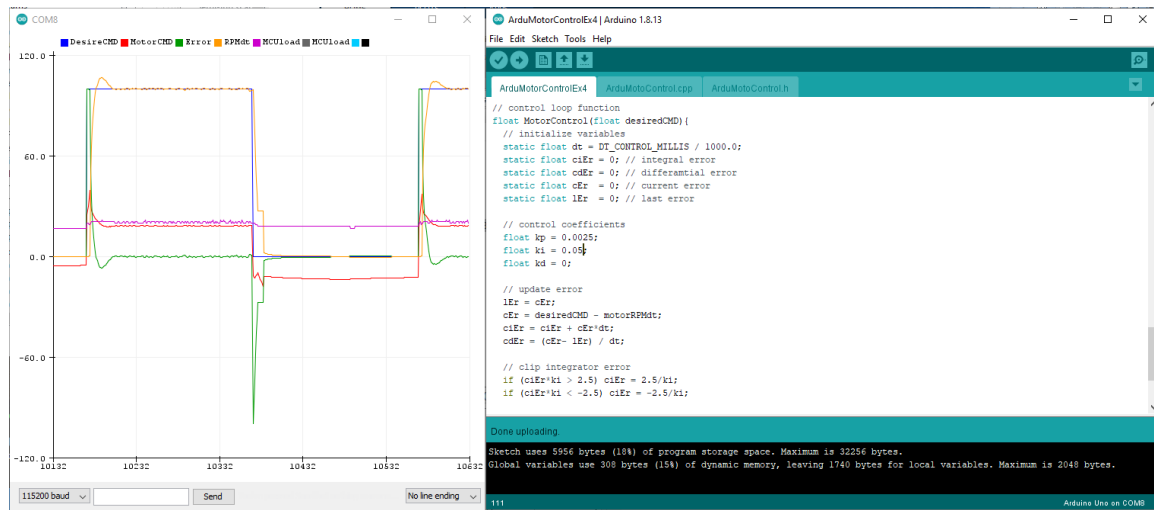 COM8
DesireCMD MotorCMD Error RPMdt MCUload MCUload
120.0
60.0
0.0
-60.0
-120.0
10132 10232 10332 10432 10532 10632
115200 baud Send No line ending
ArduMotorControlEx4 | Arduino 1.8.13
File Edit Sketch Tools Help
ArduMotorControlEx4 ArduMotoControl.cpp ArduMotoControl.h
// control loop function
float MotorControl(float desiredCMD){
// initialize variables
static float dt = DT_CONTROL_MILLIS / 1000.0;
static float ciEr = 0; // integral error
static float cdEr = 0; // differamtial error
static float cEr = 0; // current error
static float lEr = 0; // last error
// control coefficients
float kp = 0.0025;
float ki = 0.05;
float kd = 0;
// update error
lEr = cEr;
cEr = desiredCMD - motorRPMdt;
ciEr = ciEr + cEr*dt;
cdEr = (cEr- lEr) / dt;
// clip integrator error
if (ciEr*ki > 2.5) ciEr = 2.5/ki;
if (ciEr*ki < -2.5) ciEr = -2.5/ki;
Done uploading.
Sketch uses 5956 bytes (18%) of program storage space. Maximum is 32256 bytes.
Global variables use 308 bytes (15%) of dynamic memory, leaving 1740 bytes for local variables. Maximum is 2048 bytes.
111 Arduino Uno on COM8